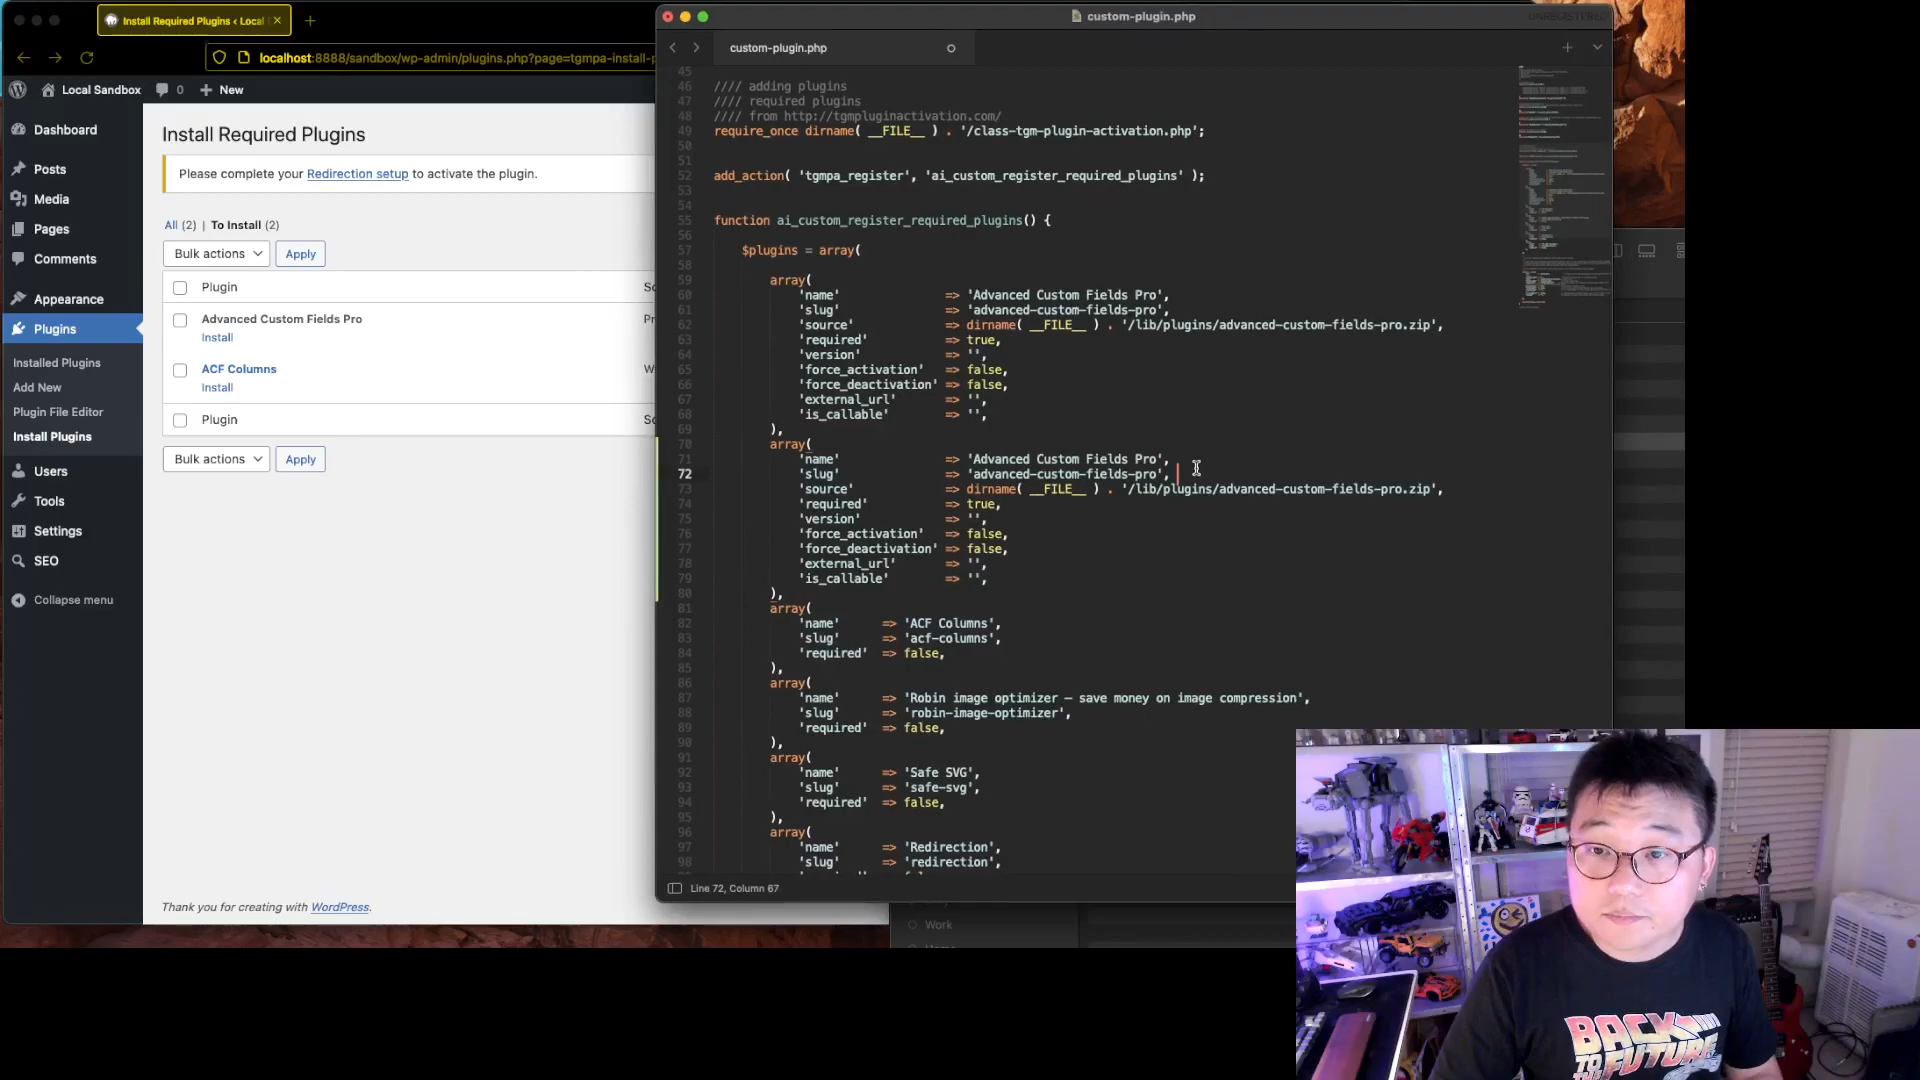 Install Required Plugins ‹ Local
localhost:8888/sandbox/wp-admin/plugins.php?page=tgmpa-install-p
Local Sandbox
0
New
Dashboard
Posts
Media
Pages
Comments
Appearance
Plugins
Installed Plugins
Add New
Plugin File Editor
Install Plugins
Users
Tools
Settings
SEO
Collapse menu
Install Required Plugins
Please complete your Redirection setup to activate the plugin.
All (2) | To Install (2)
Bulk actions
Apply
Plugin
So
Advanced Custom Fields Pro
Pr
Install
ACF Columns
W
Install
Plugin
So
Bulk actions
Apply
Thank you for creating with WordPress.
custom-plugin.php
UNREGISTERED
custom-plugin.php
45
46 //// adding plugins
47 //// required plugins
48 //// from http://tgmpluginactivation.com/
49 require_once dirname( __FILE__ ) . '/class-tgm-plugin-activation.php';
50
51
52 add_action( 'tgmpa_register', 'ai_custom_register_required_plugins' );
53
54
55 function ai_custom_register_required_plugins() {
56
57 $plugins = array(
58
59 array(
60 'name' => 'Advanced Custom Fields Pro',
61 'slug' => 'advanced-custom-fields-pro',
62 'source' => dirname( __FILE__ ) . '/lib/plugins/advanced-custom-fields-pro.zip',
63 'required' => true,
64 'version' => '',
65 'force_activation' => false,
66 'force_deactivation' => false,
67 'external_url' => '',
68 'is_callable' => '',
69 ),
70 array(
71 'name' => 'Advanced Custom Fields Pro',
72 'slug' => 'advanced-custom-fields-pro',
73 'source' => dirname( __FILE__ ) . '/lib/plugins/advanced-custom-fields-pro.zip',
74 'required' => true,
75 'version' => '',
76 'force_activation' => false,
77 'force_deactivation' => false,
78 'external_url' => '',
79 'is_callable' => '',
80 ),
81 array(
82 'name' => 'ACF Columns',
83 'slug' => 'acf-columns',
84 'required' => false,
85 ),
86 array(
87 'name' => 'Robin image optimizer — save money on image compression',
88 'slug' => 'robin-image-optimizer',
89 'required' => false,
90 ),
91 array(
92 'name' => 'Safe SVG',
93 'slug' => 'safe-svg',
94 'required' => false,
95 ),
96 array(
97 'name' => 'Redirection',
98 'slug' => 'redirection',
Line 72, Column 67
Work
BACK
TO THE
FUTURE